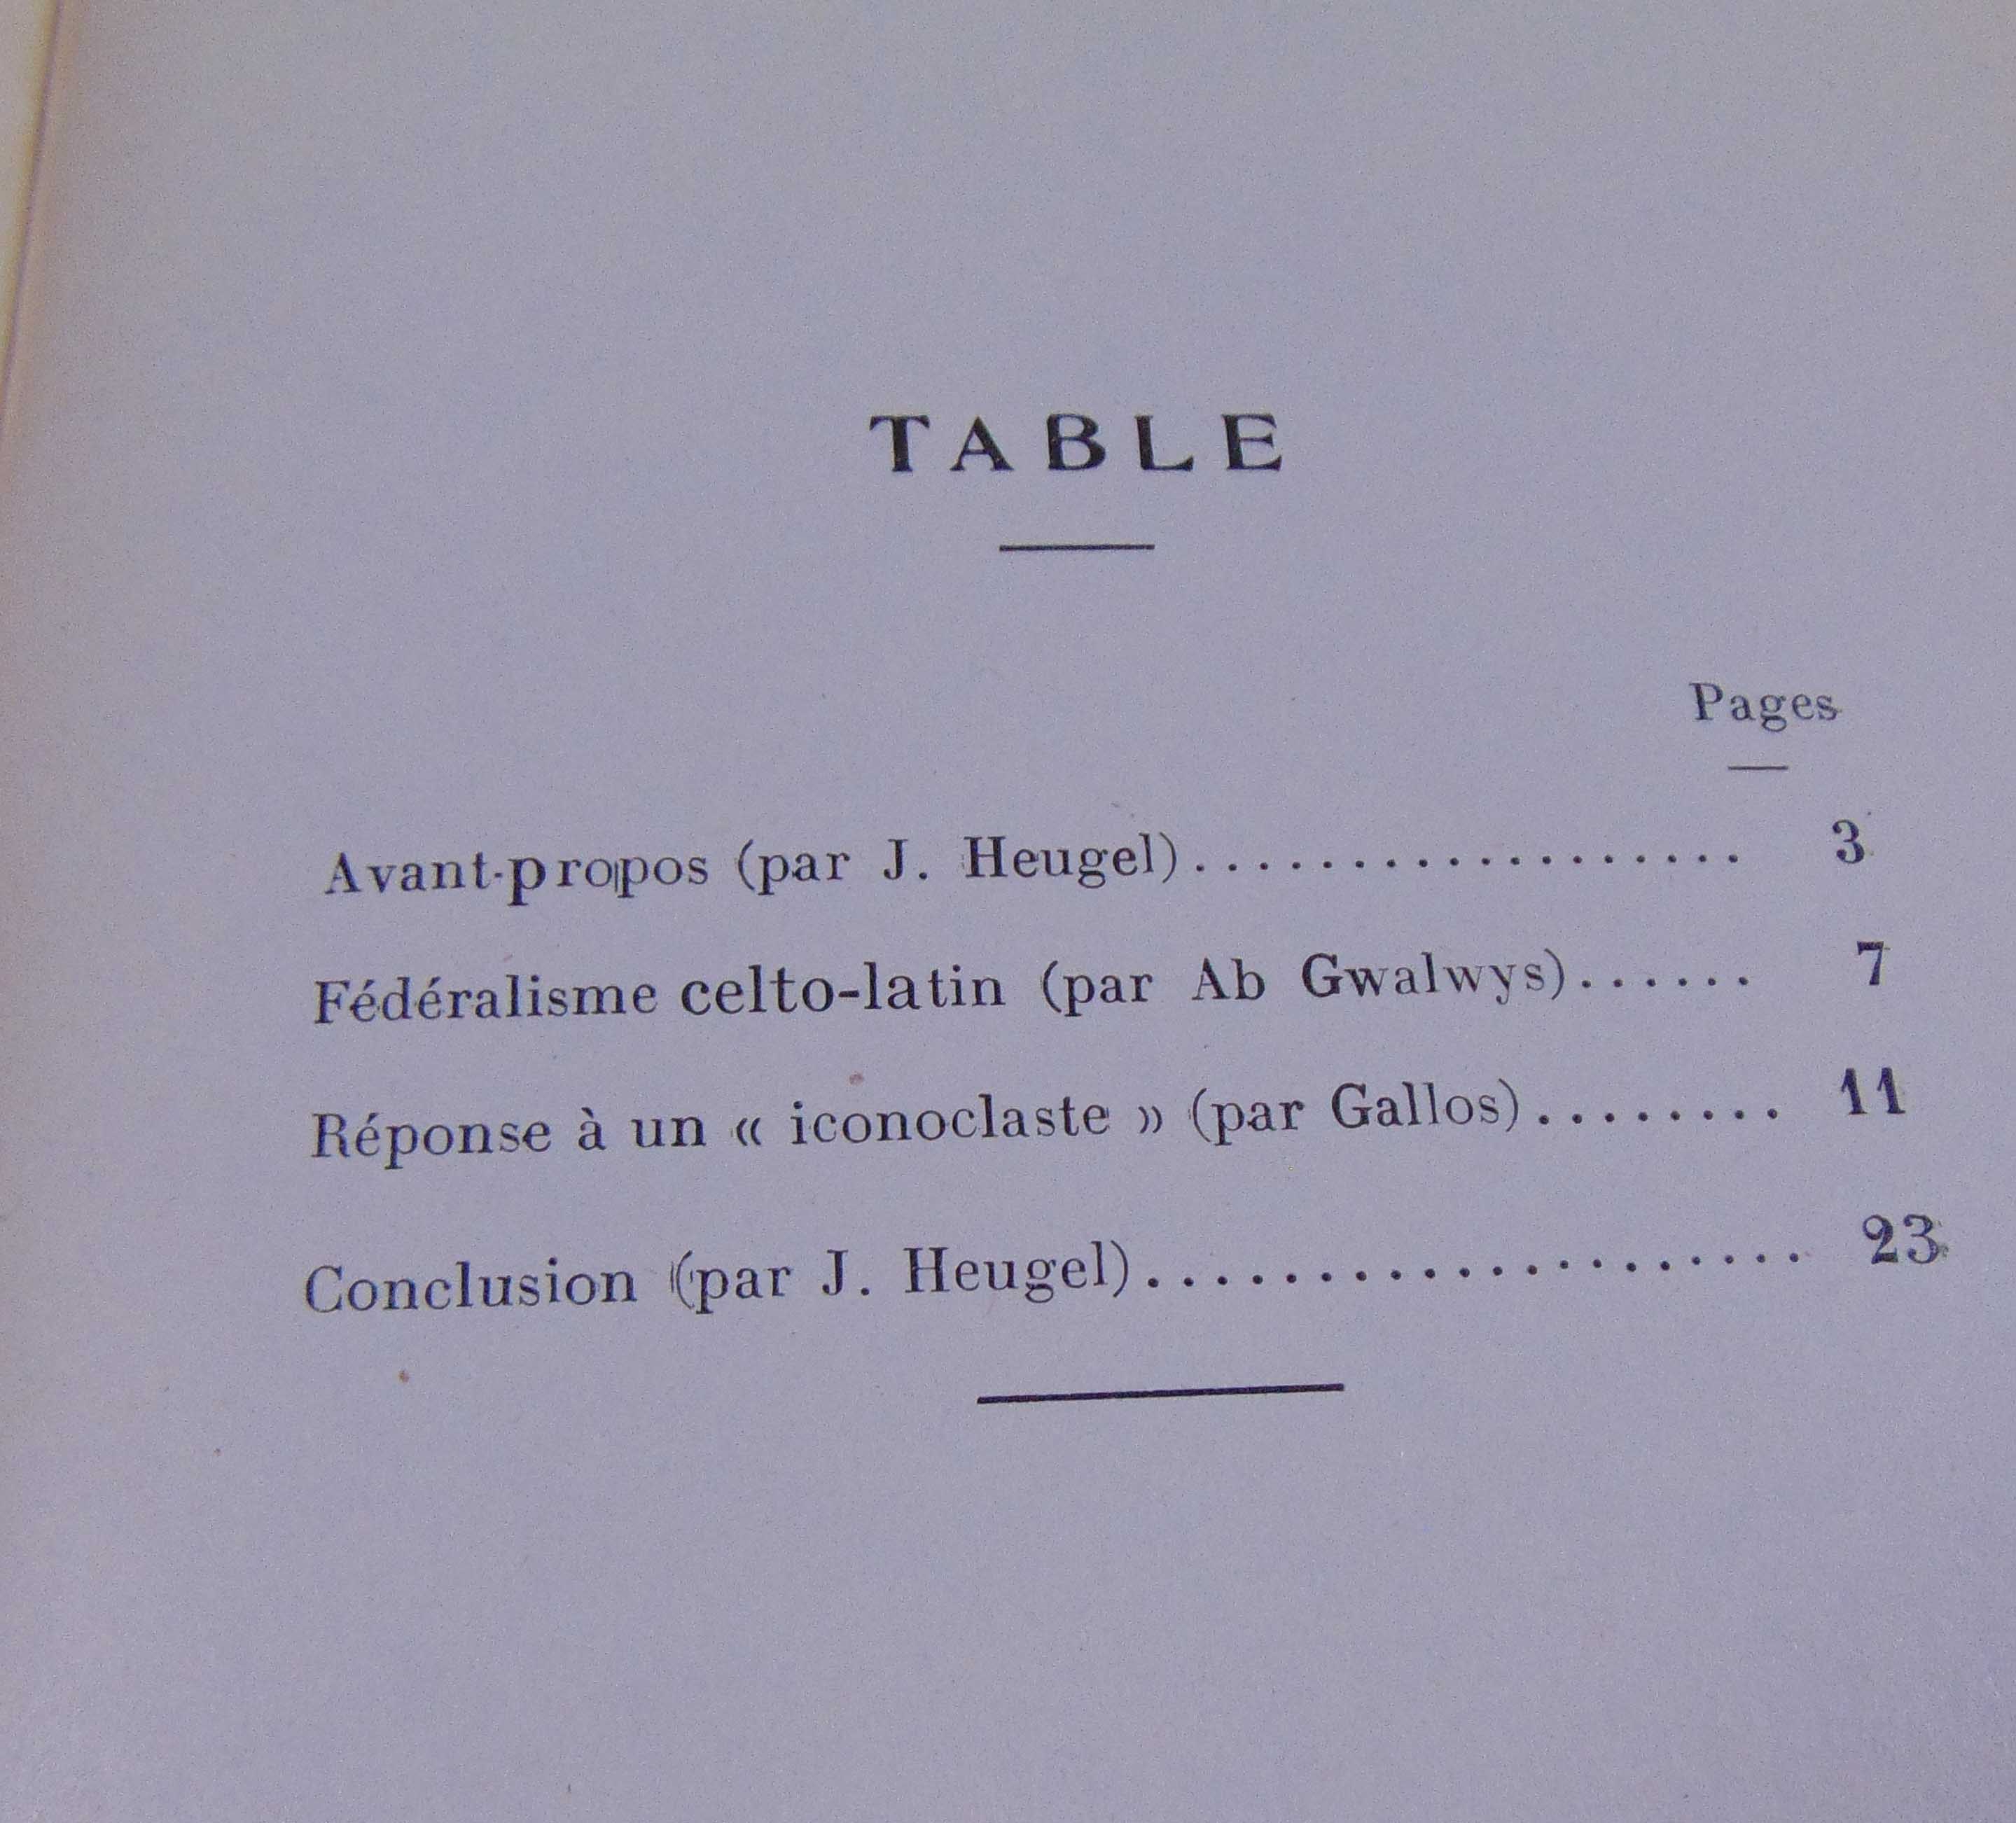 TABLE
Pages
Avant-propos (par J. Heugel)................... 3
Fédéralisme celto-latin (par Ab Gwalwys)...... 7
Réponse à un « iconoclaste » (par Gallos)........ 11
Conclusion (par J. Heugel).................... 23